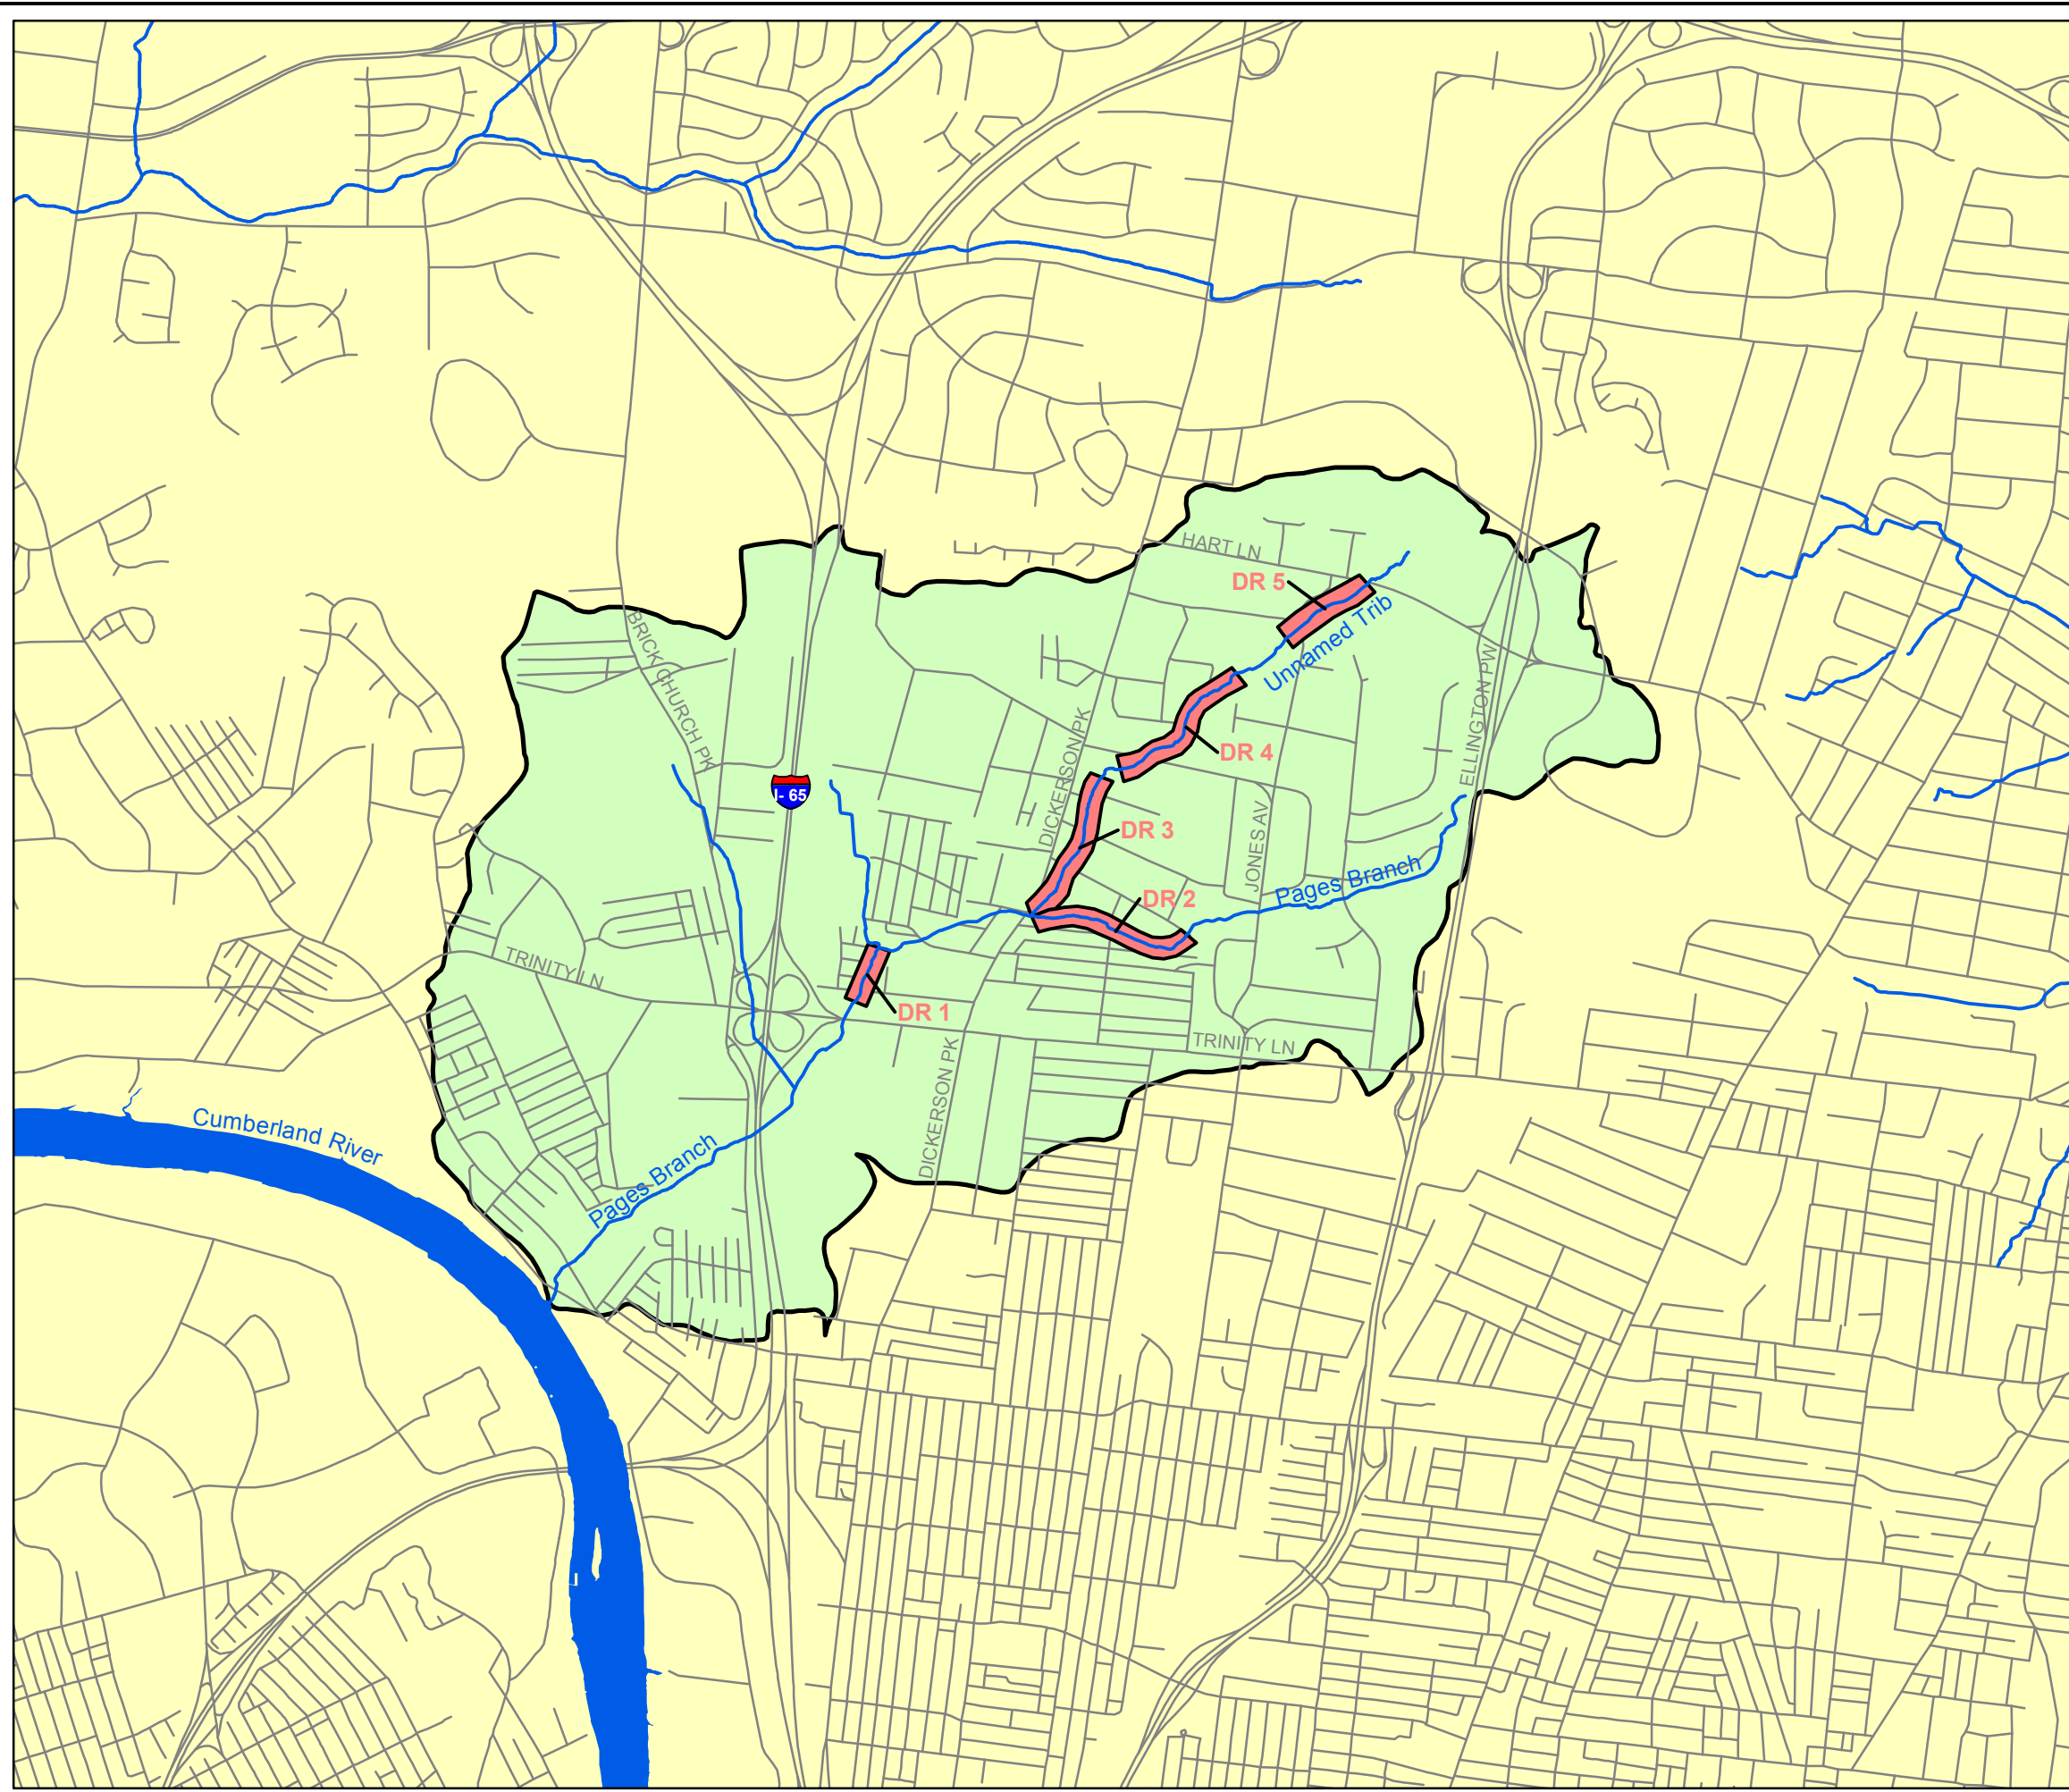 HART LN
DR 5
Unnamed Trib
BRICK CHURCH PK
ELLINGTON PW
DICKERSON PK
DR 4
I- 65
DR 3
JONES AV
Pages Branch
DR 2
TRINITY LN
DR 1
TRINITY LN
DICKERSON PK
Cumberland River
Pages Branch